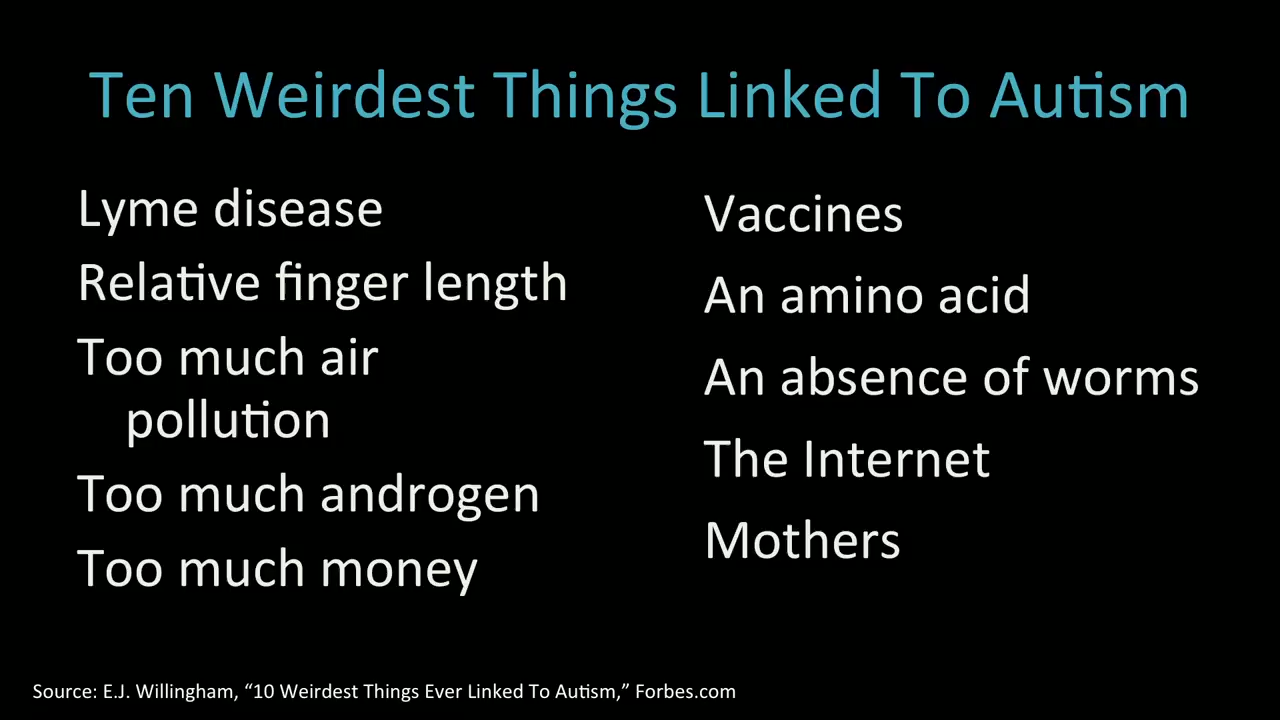 Ten Weirdest Things Linked To Autism
Lyme disease
Relative finger length
Too much air
pollution
Too much androgen
Too much money
Vaccines
An amino acid
An absence of worms
The Internet
Mothers
Source: E.J. Willingham, “10 Weirdest Things Ever Linked To Autism,” Forbes.com